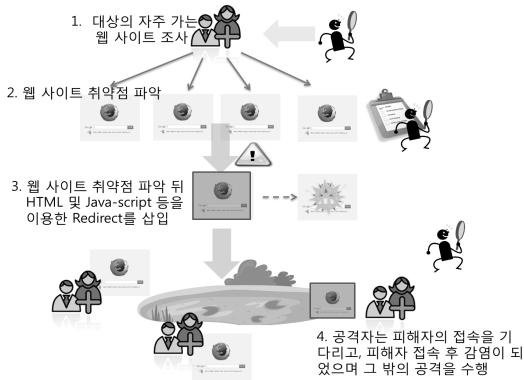 1. 대상의 자주 가는
웹 사이트 조사
2. 웹 사이트 취약점 파악
3. 웹 사이트 취약점 파악 뒤
HTML 및 Java-script 등을
이용한 Redirect를 삽입
4. 공격자는 피해자의 접속을 기
다리고, 피해자 접속 후 감염이 되
었으며 그 밖의 공격을 수행